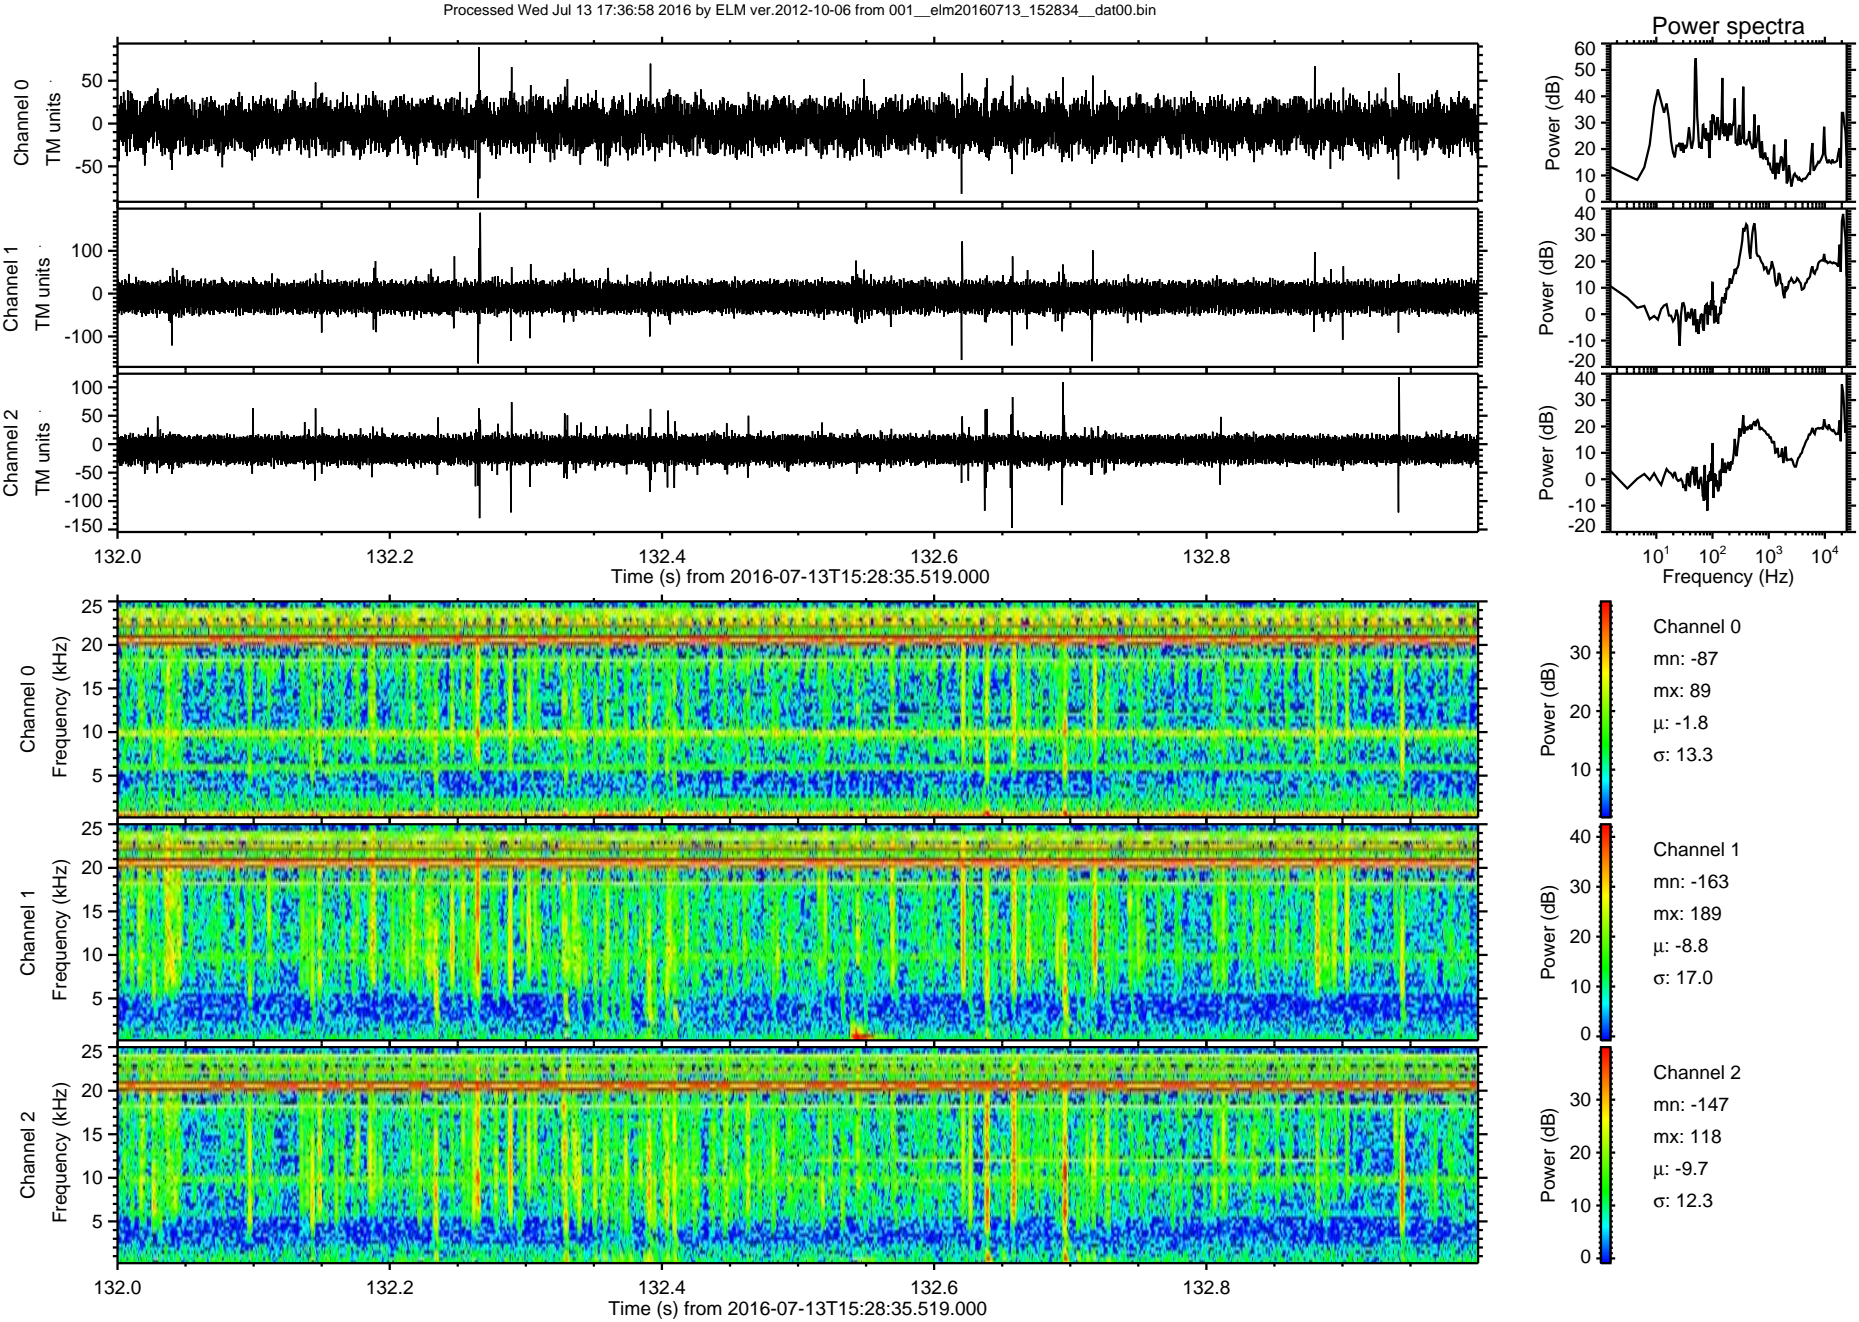 Processed Wed Jul 13 17:36:58 2016 by ELM ver.2012-10-06 from 001__elm20160713_152834__dat00.bin
Power spectra
Channel 0
TM units
50
0
-50
Power (dB)
60
50
40
30
20
10
0
Channel 1
TM units
100
0
-100
Power (dB)
40
30
20
10
0
-10
-20
Channel 2
TM units
100
50
0
-50
-100
-150
Power (dB)
40
30
20
10
0
-10
-20
132.0 132.2 132.4 132.6 132.8
Time (s) from 2016-07-13T15:28:35.519.000
10^1 10^2 10^3 10^4
Frequency (Hz)
Channel 0
Frequency (kHz)
25
20
15
10
5
Power (dB)
30
20
10
Channel 0
mn: -87
mx: 89
μ: -1.8
σ: 13.3
Channel 1
Frequency (kHz)
25
20
15
10
5
Power (dB)
40
30
20
10
0
Channel 1
mn: -163
mx: 189
μ: -8.8
σ: 17.0
Channel 2
Frequency (kHz)
25
20
15
10
5
Power (dB)
30
20
10
0
Channel 2
mn: -147
mx: 118
μ: -9.7
σ: 12.3
132.0 132.2 132.4 132.6 132.8
Time (s) from 2016-07-13T15:28:35.519.000